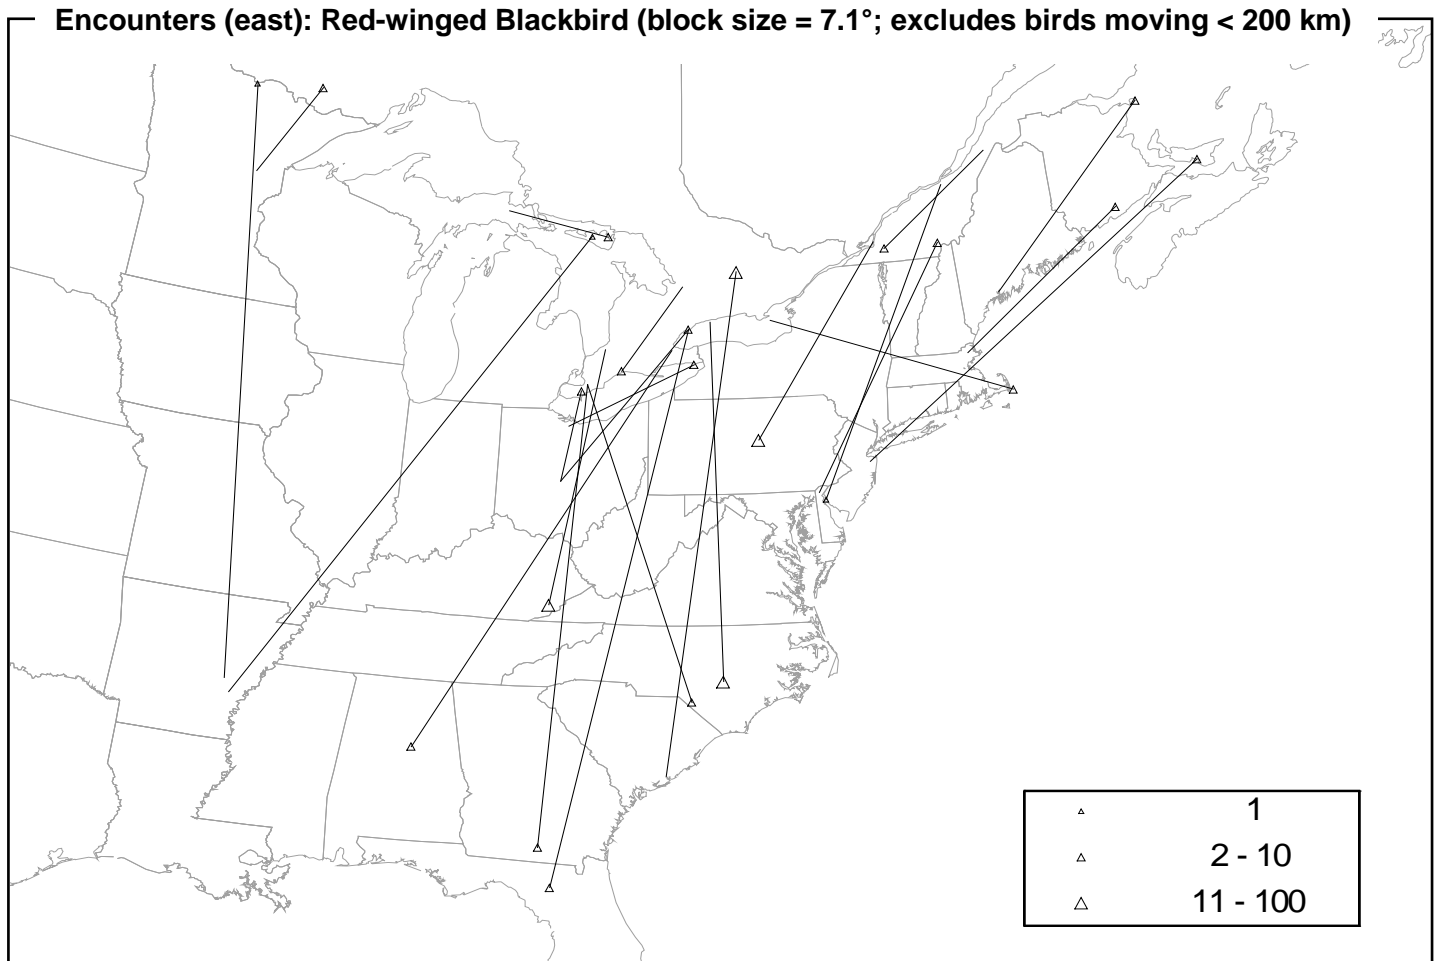 Encounters (east): Red-winged Blackbird (block size = 7.1°; excludes birds moving < 200 km)
1
2 - 10
11 - 100